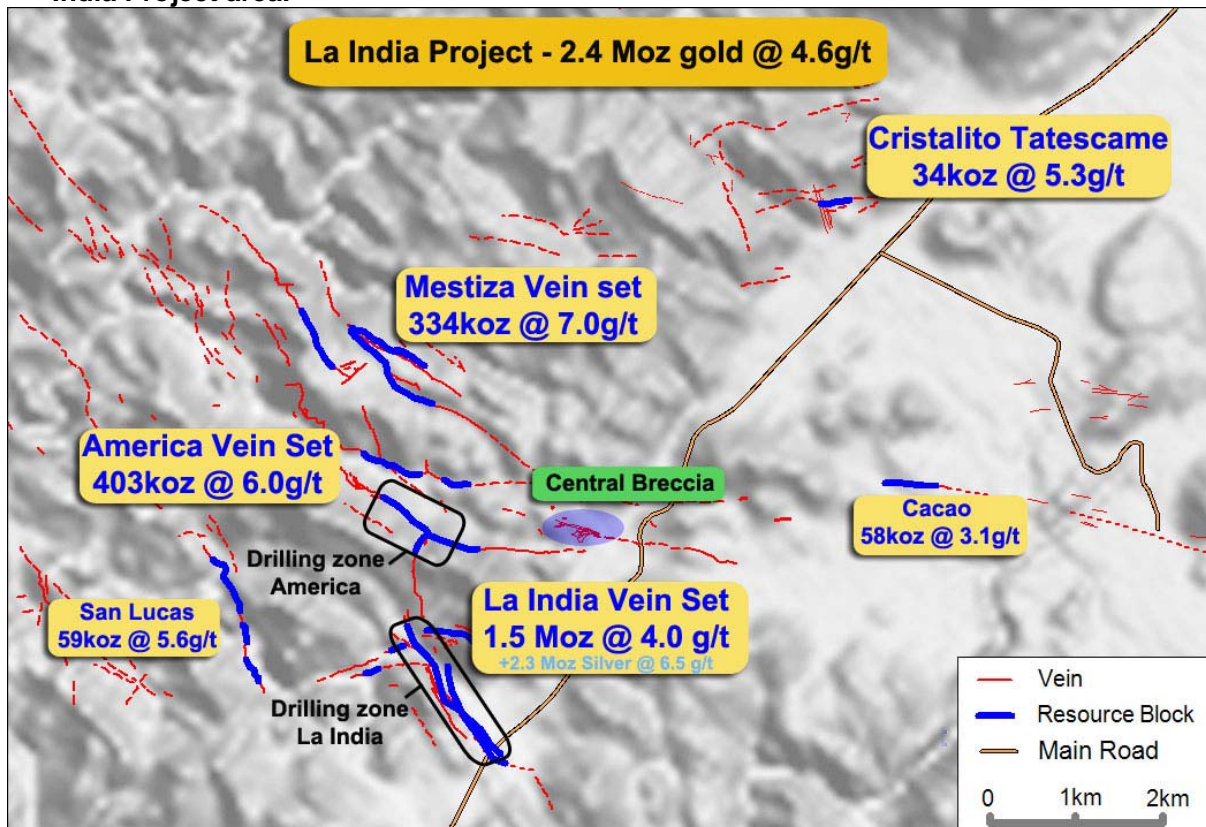 India Project area.
La India Project - 2.4 Moz gold @ 4.6g/t
Cristalito Tatescame
34koz @ 5.3g/t
Mestiza Vein set
334koz @ 7.0g/t
America Vein Set
403koz @ 6.0g/t
Central Breccia
Cacao
58koz @ 3.1g/t
Drilling zone
America
La India Vein Set
1.5 Moz @ 4.0 g/t
+2.3 Moz Silver @ 6.5 g/t
San Lucas
59koz @ 5.6g/t
Drilling zone
La India
Vein
Resource Block
Main Road
0 1km 2km